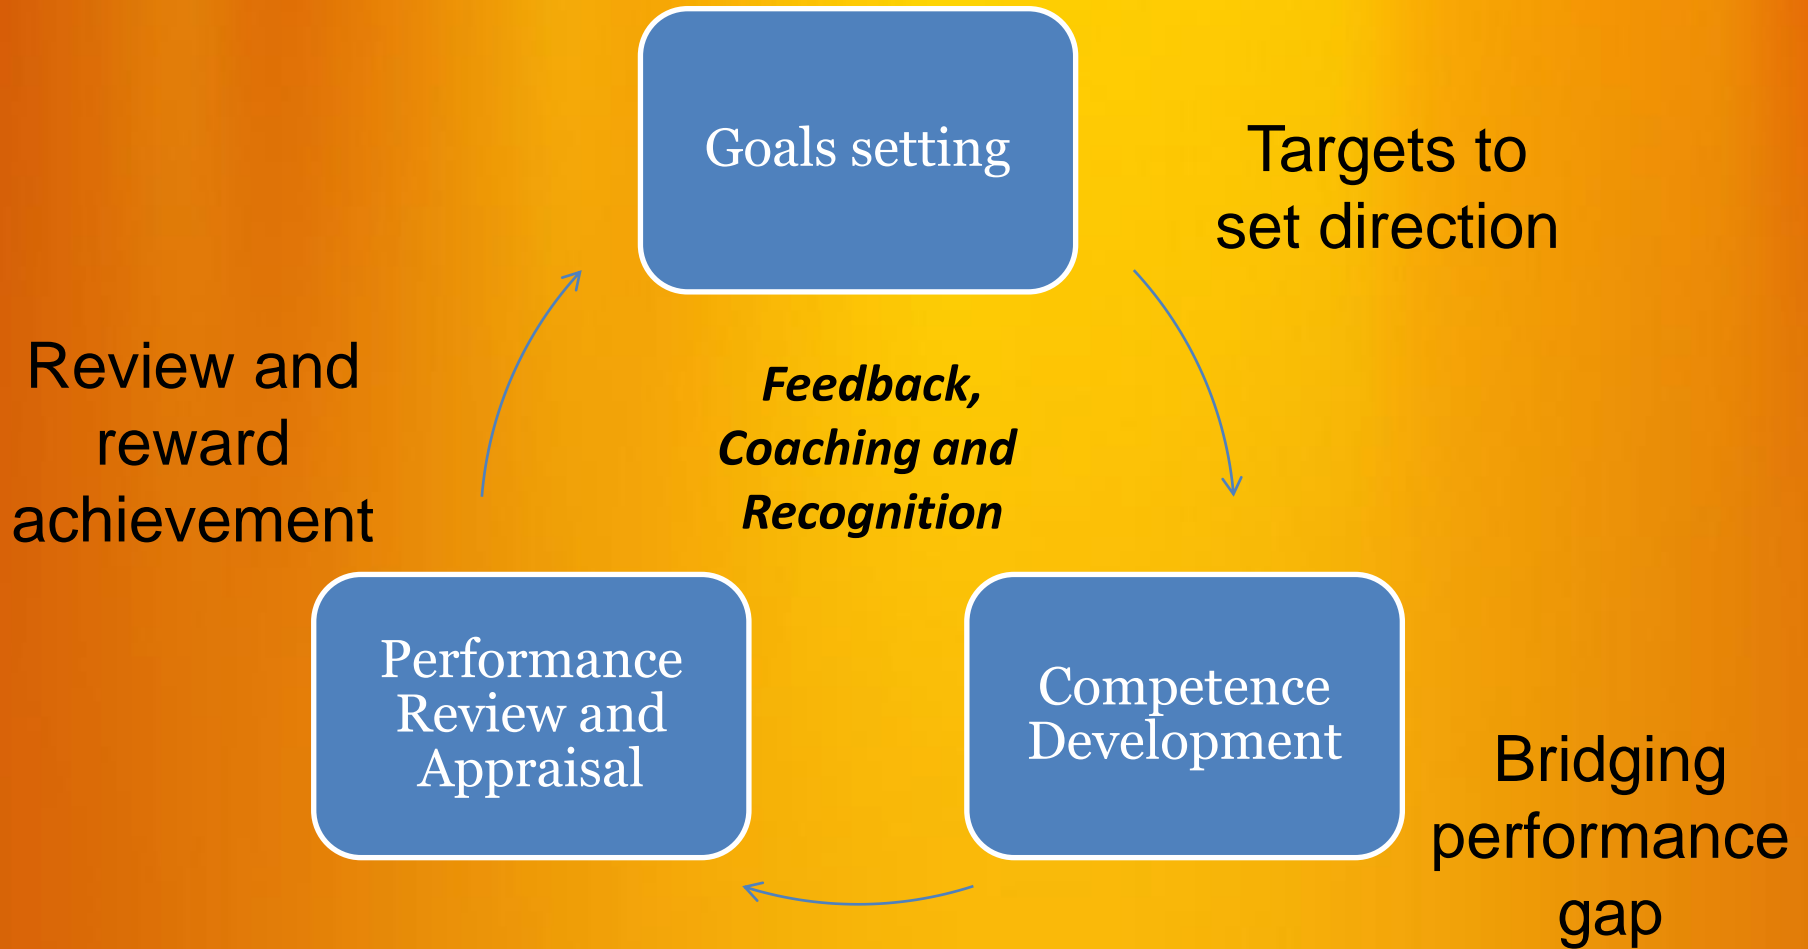 Goals setting
Targets to
set direction
Review and
reward
achievement
Feedback,
Coaching and
Recognition
Performance
Review and
Appraisal
Competence
Development
Bridging
performance
gap